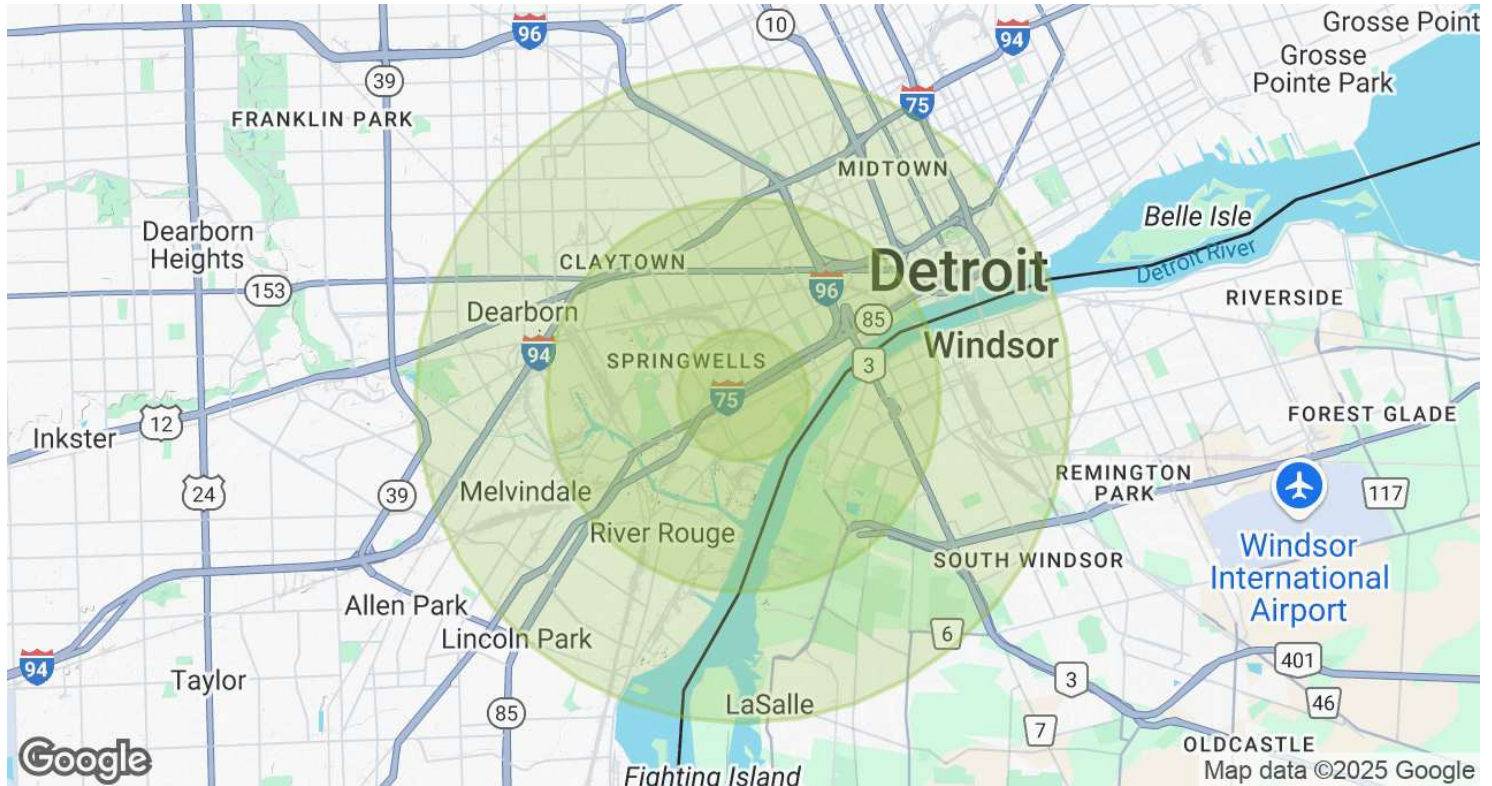 Grosse Point
10
96
94
Grosse
Pointe Park
39
75
FRANKLIN PARK
MIDTOWN
Belle Isle
Dearborn
Heights
Detroit River
CLAYTOWN
Detroit
153
96
RIVERSIDE
Dearborn
85
Windsor
94
SPRINGWELLS
3
75
12
Inkster
FOREST GLADE
REMINGTON
PARK
24
39
Melvindale
117
River Rouge
Windsor
International
Airport
SOUTH WINDSOR
Allen Park
Lincoln Park
6
94
Taylor
401
3
46
LaSalle
85
7
OLDCASTLE
Google
Fighting Island
Map data ©2025 Google